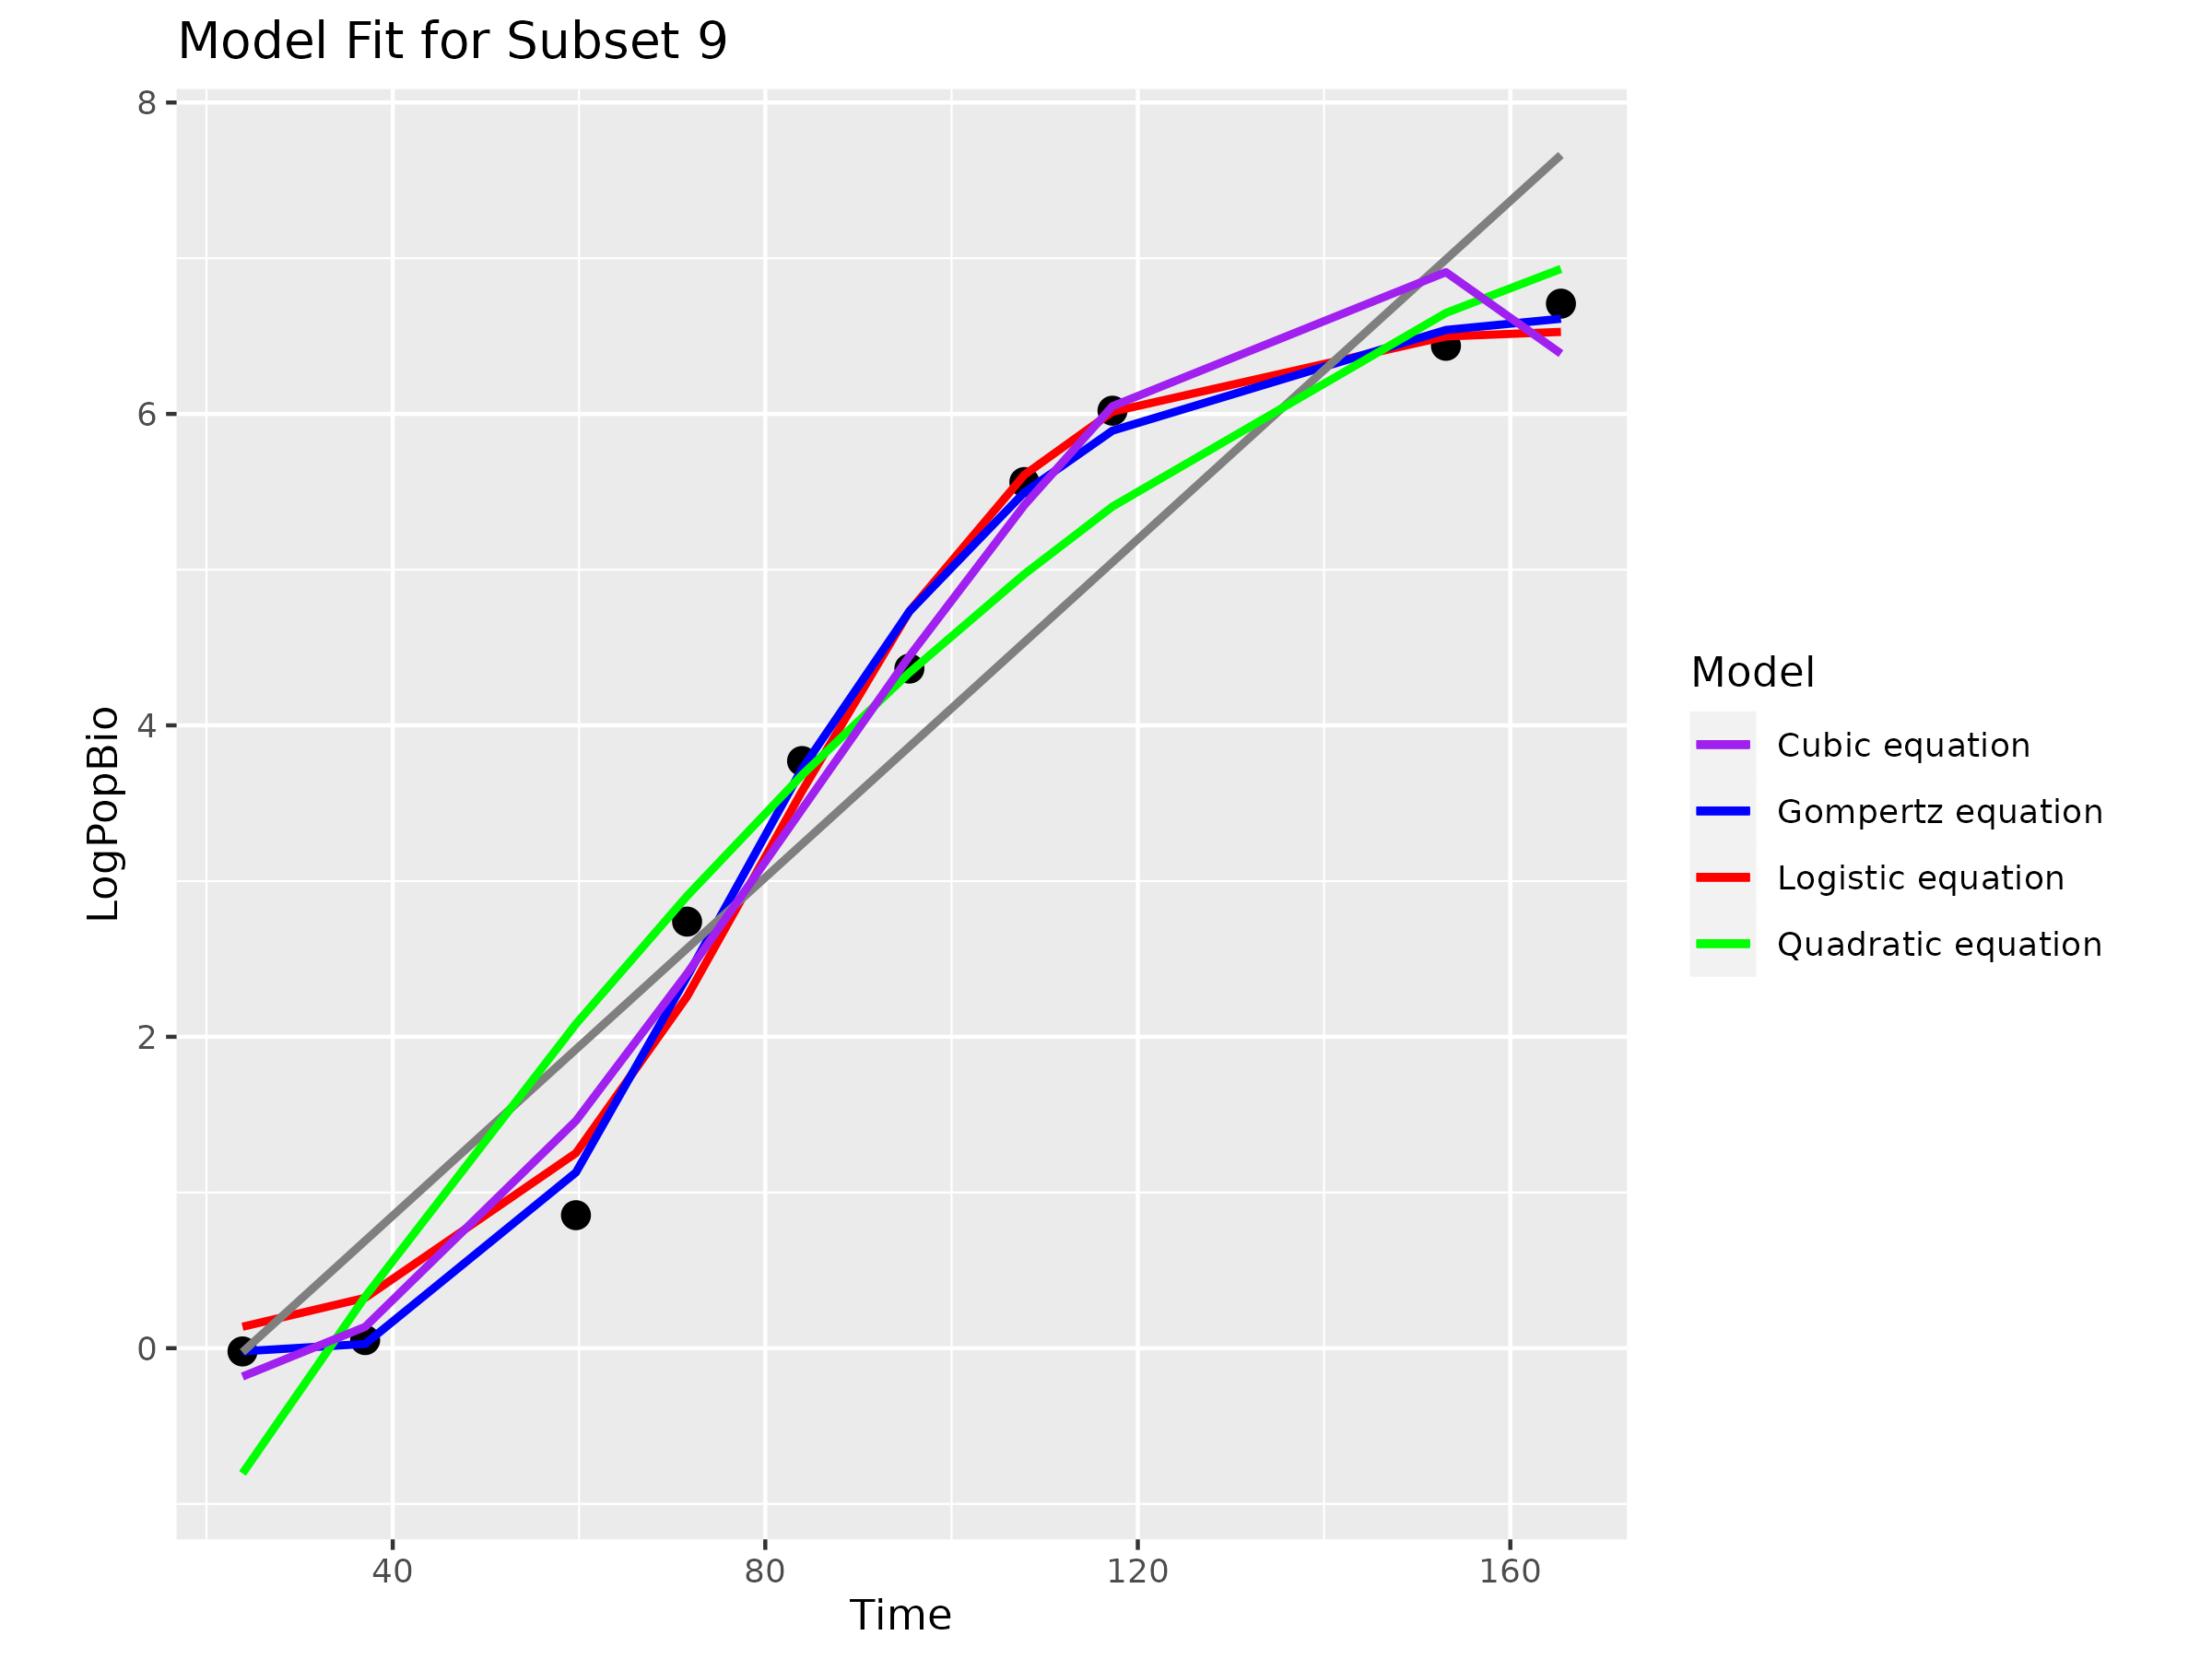 Model Fit for Subset 9
8
6
4
2
0
LogPopBio
40 80 120 160
Time
Model
Cubic equation
Gompertz equation
Logistic equation
Quadratic equation